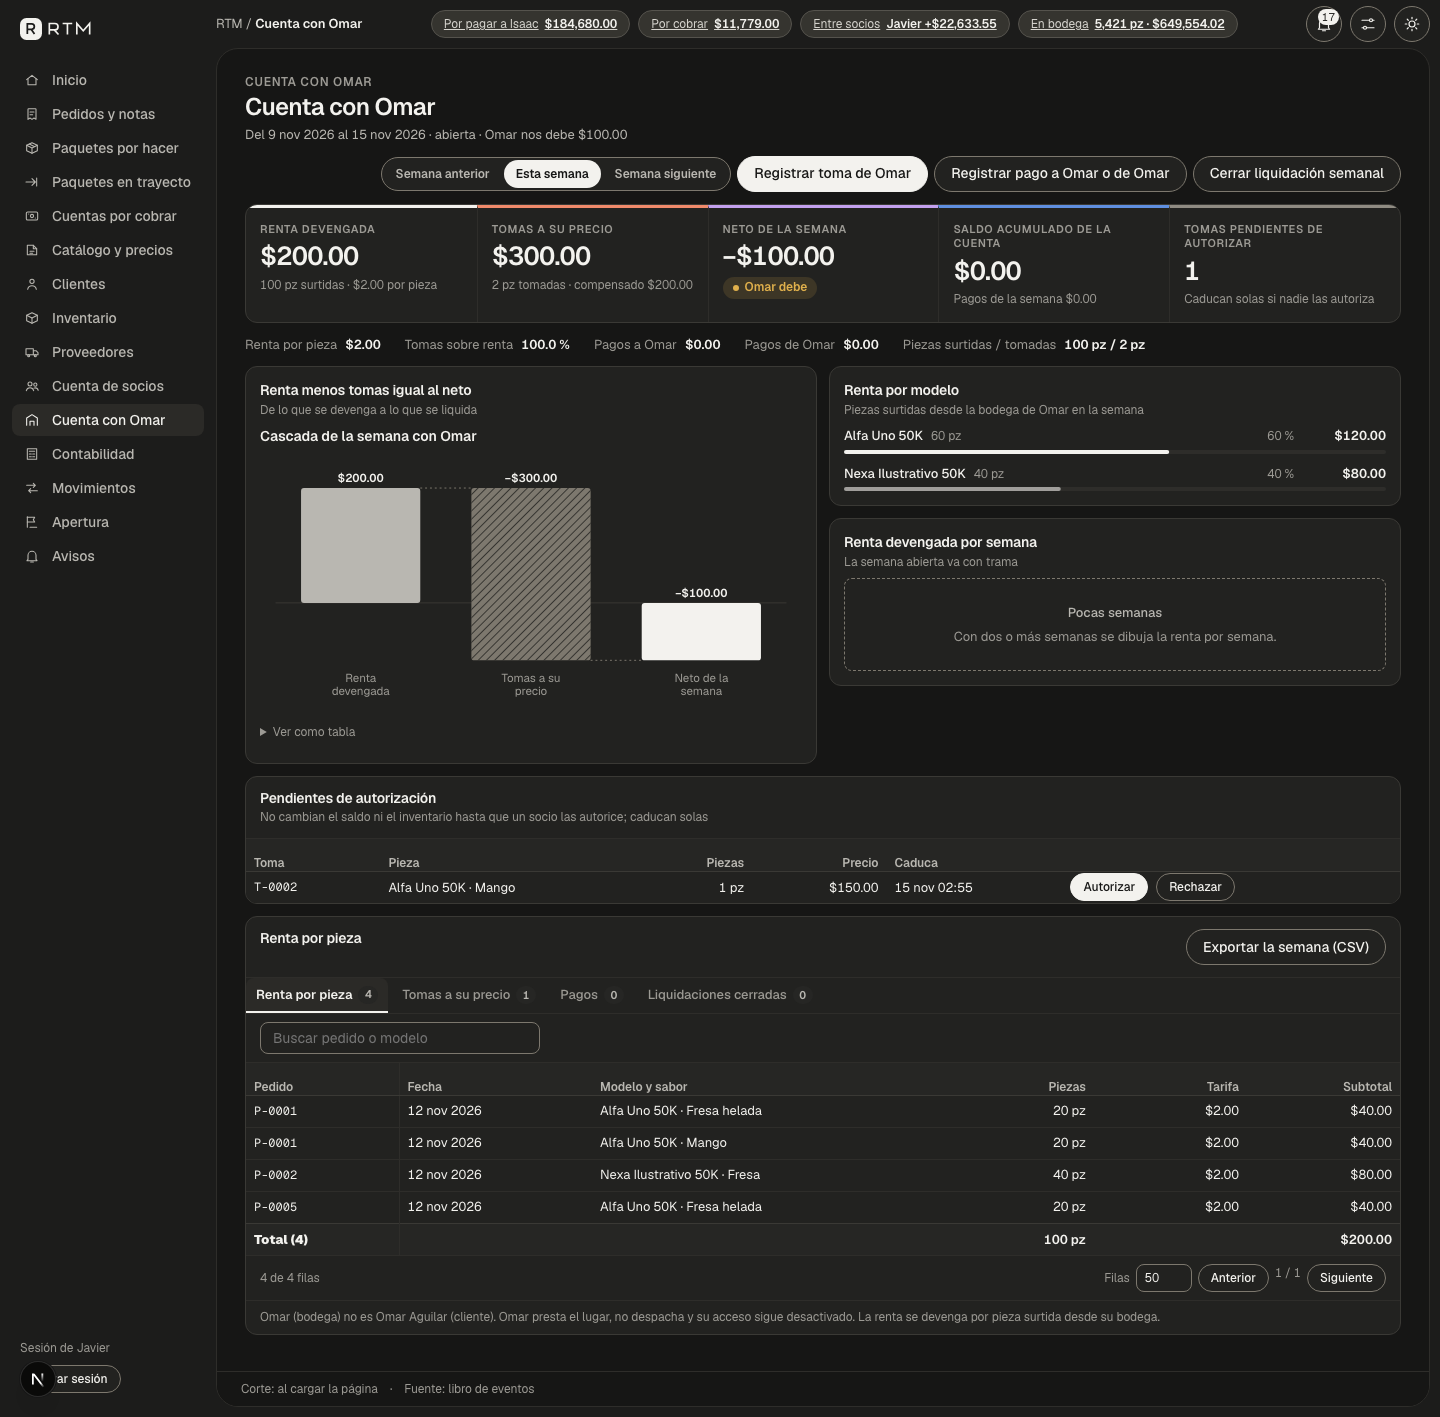 R RTM
RTM / Cuenta con Omar
Por pagar a Isaac $184,680.00
Por cobrar $11,779.00
Entre socios Javier +$22,633.55
En bodega 5,421 pz · $649,554.02
17
Inicio
Pedidos y notas
Paquetes por hacer
Paquetes en trayecto
Cuentas por cobrar
Catálogo y precios
Clientes
Inventario
Proveedores
Cuenta de socios
Cuenta con Omar
Contabilidad
Movimientos
Apertura
Avisos
Sesión de Javier
N ar sesión
CUENTA CON OMAR
Cuenta con Omar
Del 9 nov 2026 al 15 nov 2026 · abierta · Omar nos debe $100.00
Semana anterior Esta semana Semana siguiente
Registrar toma de Omar
Registrar pago a Omar o de Omar
Cerrar liquidación semanal
RENTA DEVENGADA
$200.00
100 pz surtidas · $2.00 por pieza
TOMAS A SU PRECIO
$300.00
2 pz tomadas · compensado $200.00
NETO DE LA SEMANA
−$100.00
Omar debe
SALDO ACUMULADO DE LA
CUENTA
$0.00
Pagos de la semana $0.00
TOMAS PENDIENTES DE
AUTORIZAR
1
Caducan solas si nadie las autoriza
Renta por pieza $2.00 Tomas sobre renta 100.0 % Pagos a Omar $0.00 Pagos de Omar $0.00 Piezas surtidas / tomadas 100 pz / 2 pz
Renta menos tomas igual al neto
De lo que se devenga a lo que se liquida
Cascada de la semana con Omar
$200.00
−$300.00
−$100.00
Renta
devengada
Tomas a su
precio
Neto de la
semana
Ver como tabla
Renta por modelo
Piezas surtidas desde la bodega de Omar en la semana
Alfa Uno 50K 60 pz 60 % $120.00
Nexa Ilustrativo 50K 40 pz 40 % $80.00
Renta devengada por semana
La semana abierta va con trama
Pocas semanas
Con dos o más semanas se dibuja la renta por semana.
Pendientes de autorización
No cambian el saldo ni el inventario hasta que un socio las autorice; caducan solas
Toma Pieza Piezas Precio Caduca
T-0002 Alfa Uno 50K · Mango 1 pz $150.00 15 nov 02:55 Autorizar Rechazar
Renta por pieza
Exportar la semana (CSV)
Renta por pieza 4 Tomas a su precio 1 Pagos 0 Liquidaciones cerradas 0
Buscar pedido o modelo
Pedido Fecha Modelo y sabor Piezas Tarifa Subtotal
P-0001 12 nov 2026 Alfa Uno 50K · Fresa helada 20 pz $2.00 $40.00
P-0001 12 nov 2026 Alfa Uno 50K · Mango 20 pz $2.00 $40.00
P-0002 12 nov 2026 Nexa Ilustrativo 50K · Fresa 40 pz $2.00 $80.00
P-0005 12 nov 2026 Alfa Uno 50K · Fresa helada 20 pz $2.00 $40.00
Total (4) 100 pz $200.00
4 de 4 filas
Filas 50 Anterior 1 / 1 Siguiente
Omar (bodega) no es Omar Aguilar (cliente). Omar presta el lugar, no despacha y su acceso sigue desactivado. La renta se devenga por pieza surtida desde su bodega.
Corte: al cargar la página · Fuente: libro de eventos